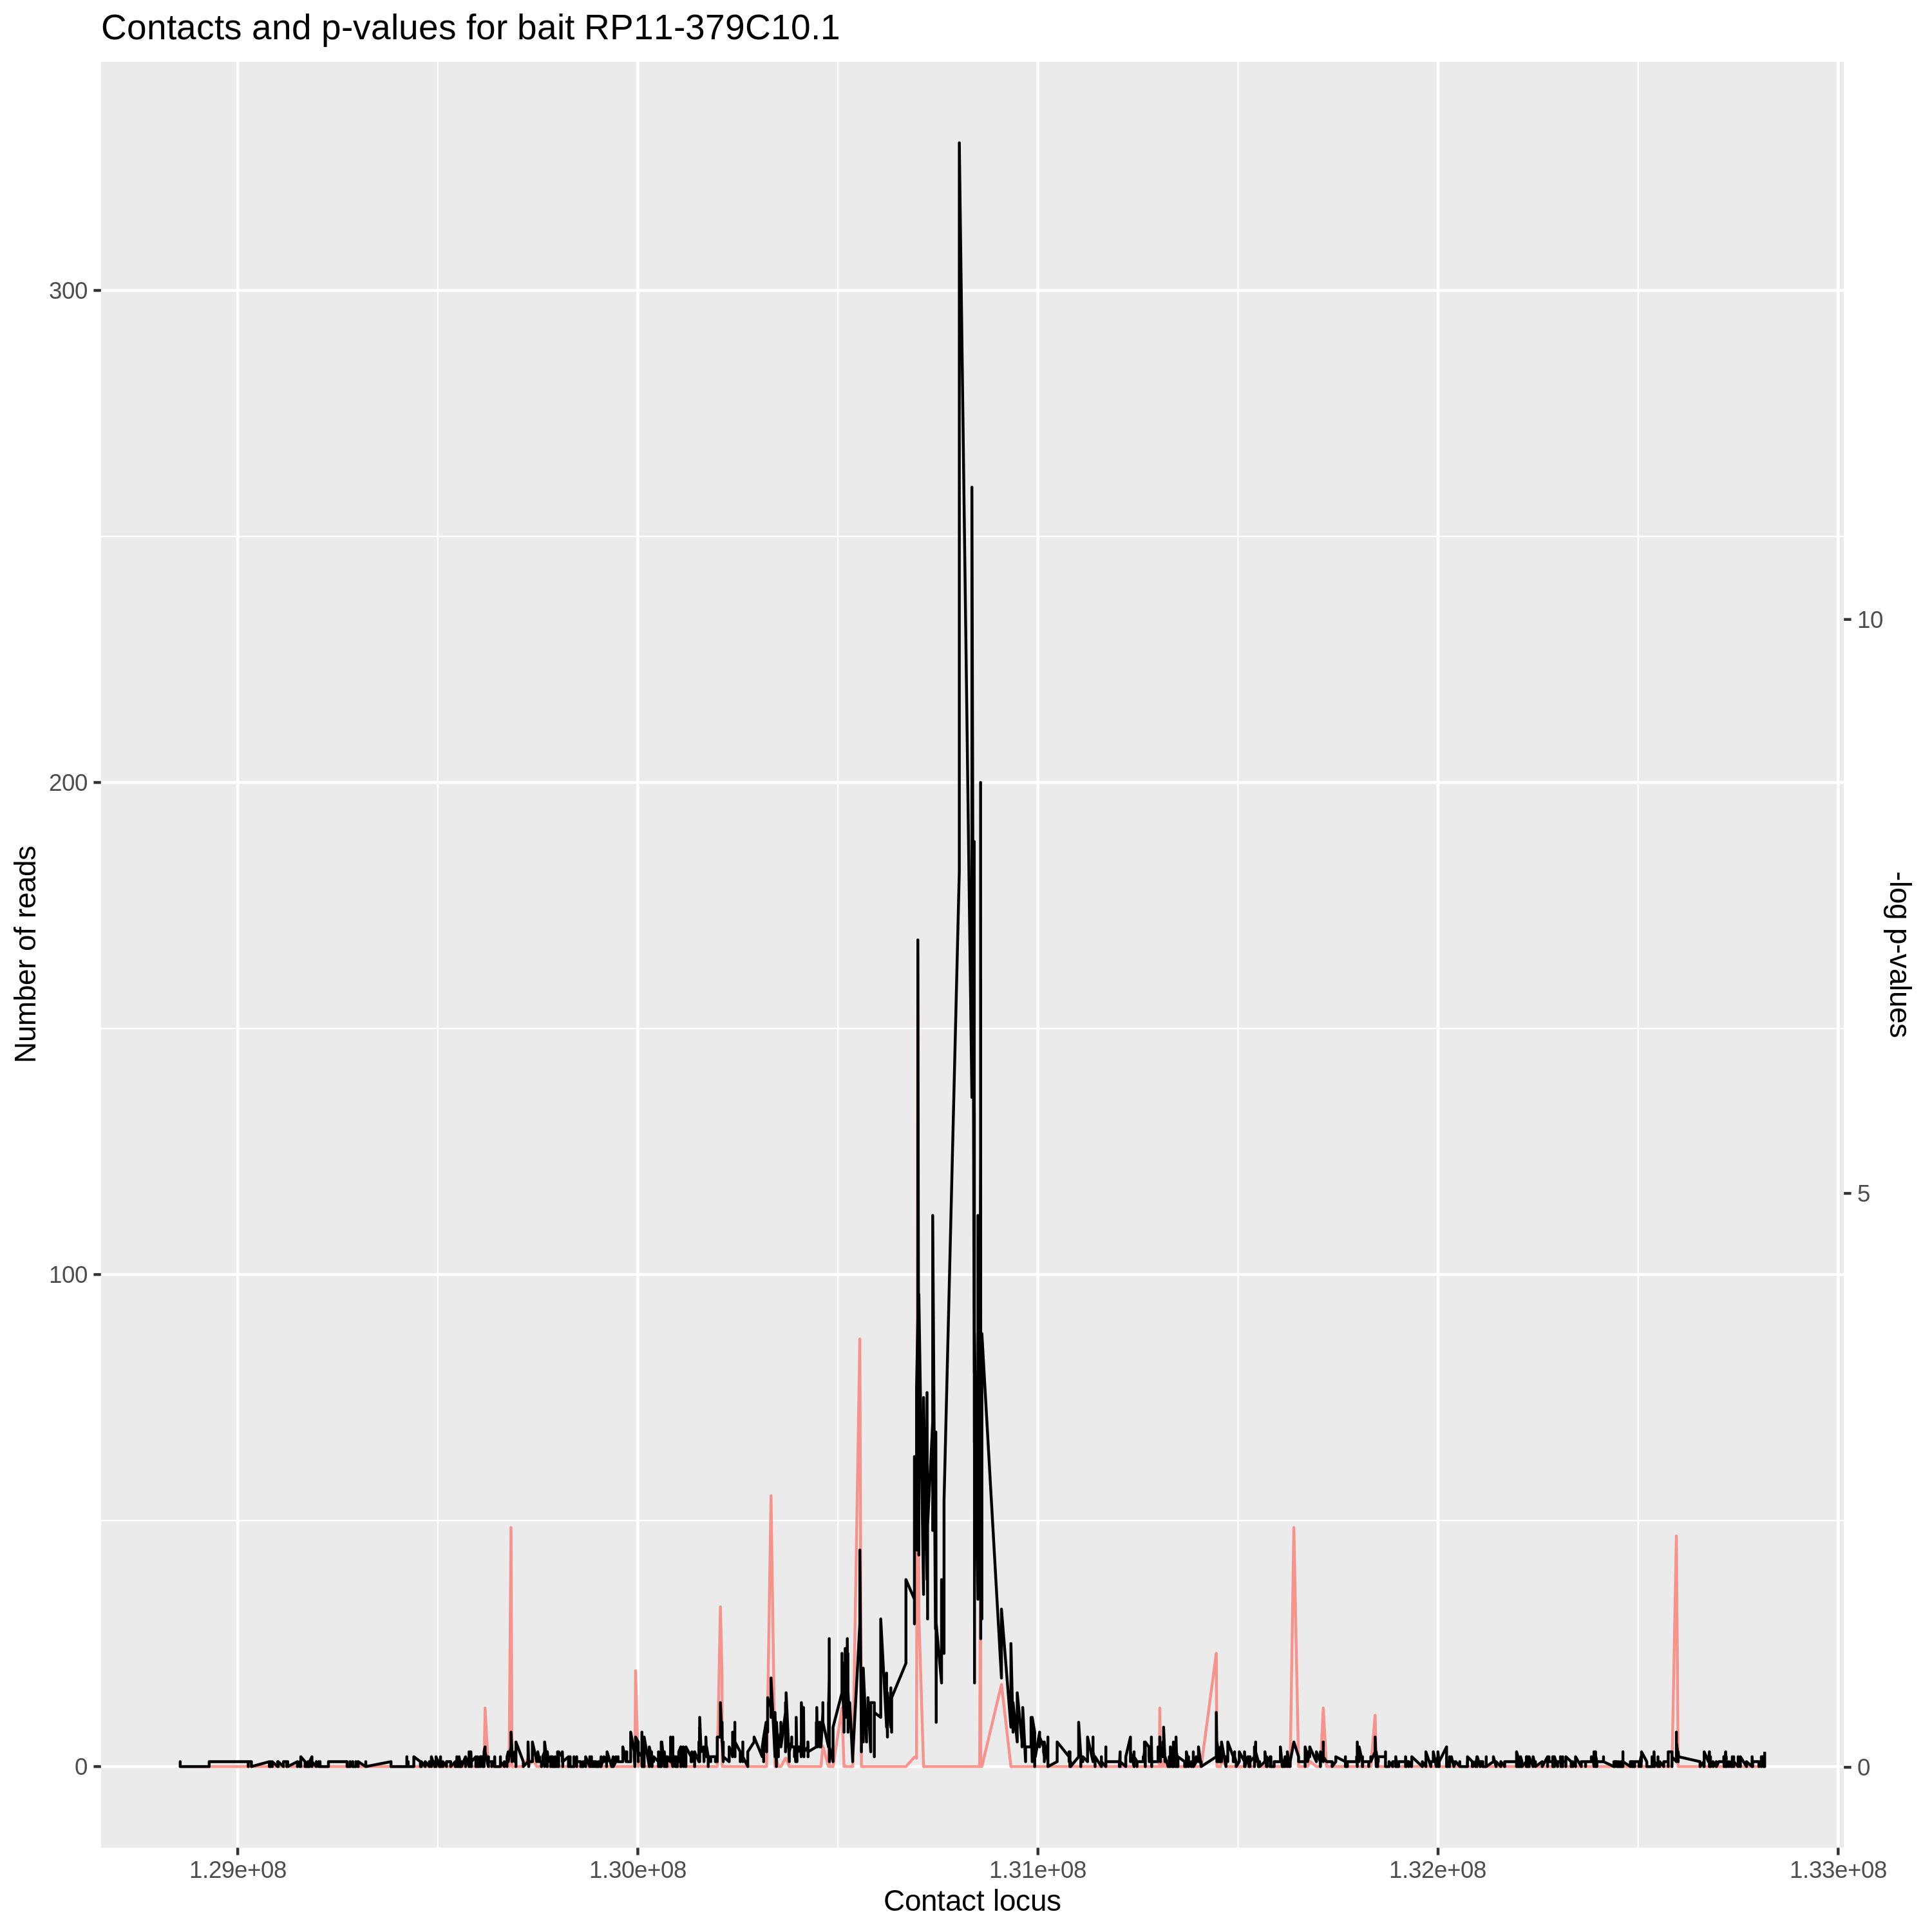 Contacts and p-values for bait RP11-379C10.1
300
200
100
0
Number of reads
10
5
0
-log p-values
1.29e+08
1.30e+08
1.31e+08
1.32e+08
1.33e+08
Contact locus